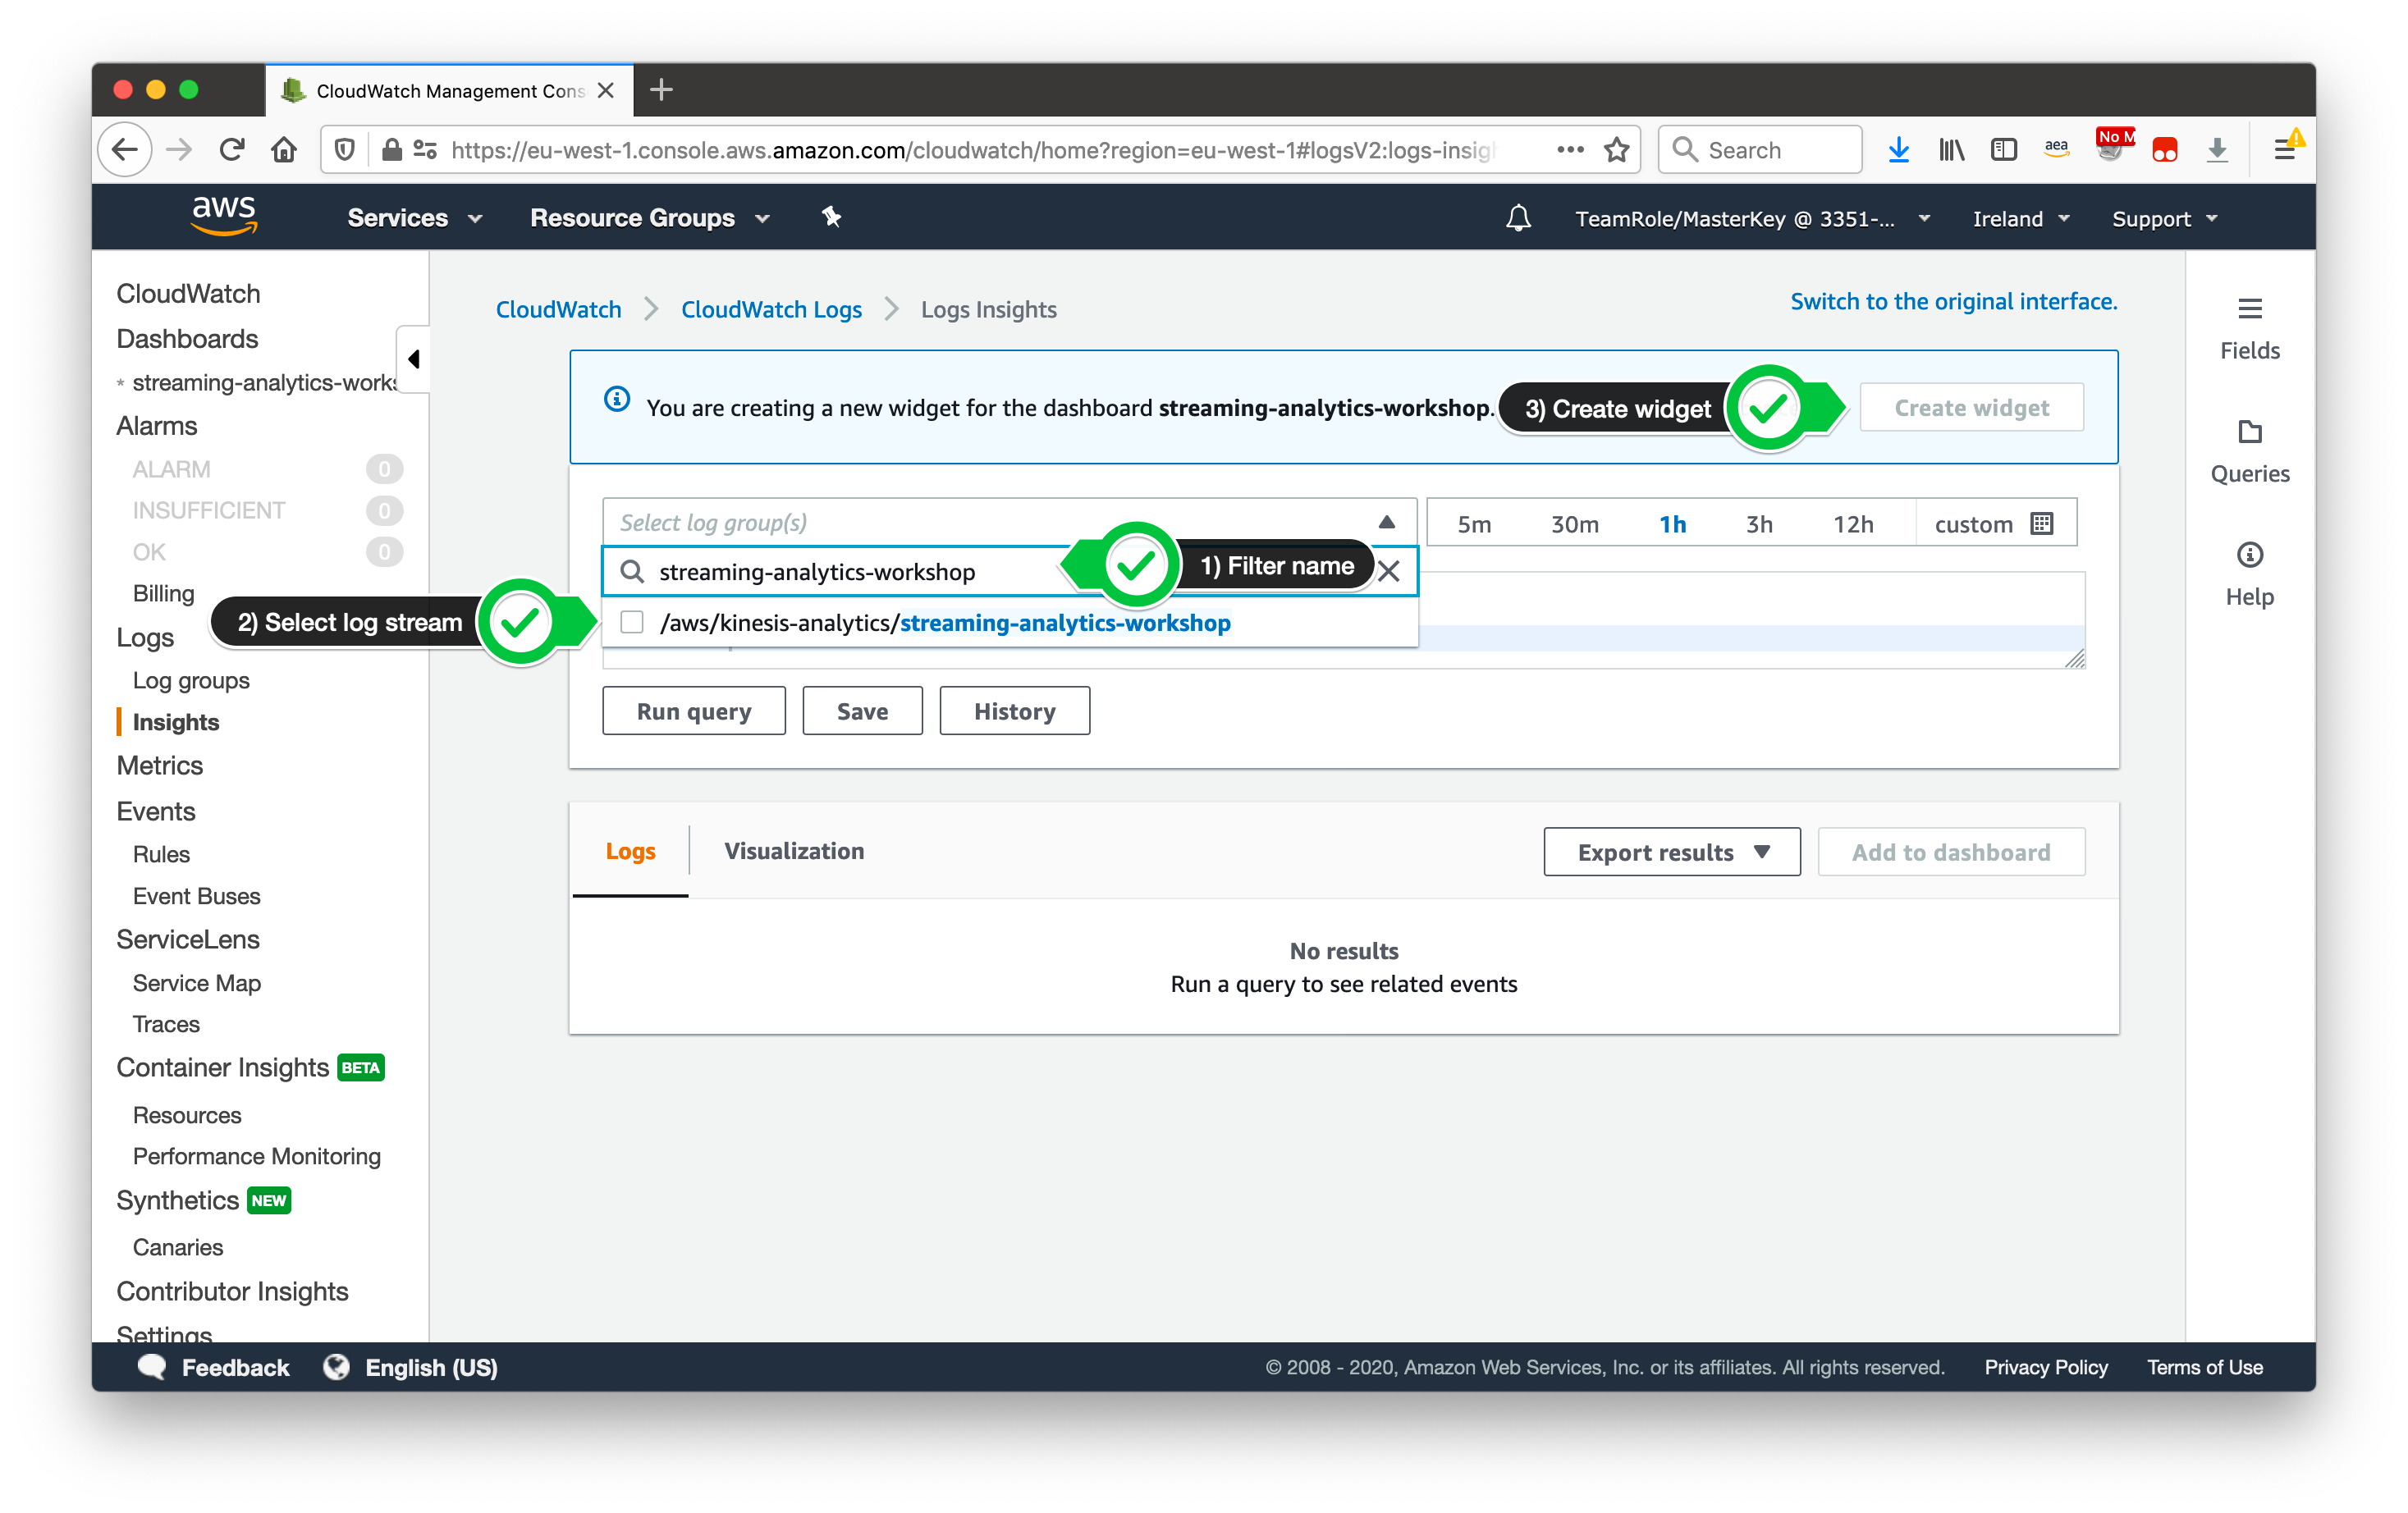 CloudWatch Management Cons
https://eu-west-1.console.aws.amazon.com/cloudwatch/home?region=eu-west-1#logsV2:logs-insigh
Search
aea
No M
aws
Services
Resource Groups
TeamRole/MasterKey @ 3351-...
Ireland
Support
CloudWatch
Dashboards
* streaming-analytics-works
Alarms
ALARM 0
INSUFFICIENT 0
OK 0
Billing
Logs
Log groups
Insights
Metrics
Events
Rules
Event Buses
ServiceLens
Service Map
Traces
Container Insights BETA
Resources
Performance Monitoring
Synthetics NEW
Canaries
Contributor Insights
Settings
CloudWatch
CloudWatch Logs
Logs Insights
Switch to the original interface.
You are creating a new widget for the dashboard streaming-analytics-workshop.
3) Create widget
Create widget
Select log group(s)
5m
30m
1h
3h
12h
custom
streaming-analytics-workshop
1) Filter name
2) Select log stream
/aws/kinesis-analytics/streaming-analytics-workshop
Run query
Save
History
Logs
Visualization
Export results
Add to dashboard
No results
Run a query to see related events
Fields
Queries
Help
Feedback
English (US)
© 2008 - 2020, Amazon Web Services, Inc. or its affiliates. All rights reserved.
Privacy Policy
Terms of Use